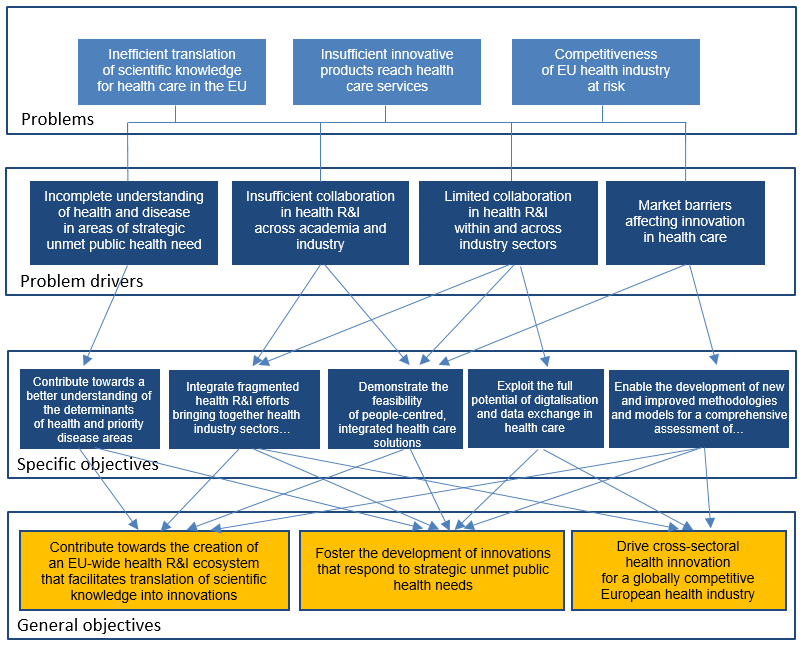 Inefficient translation
of scientific knowledge
for health care in the EU
Insufficient innovative
products reach health
care services
Competitiveness
of EU health industry
at risk
Problems
Incomplete understanding
of health and disease
in areas of strategic
unmet public health need
Insufficient collaboration
in health R&I
across academia and
industry
Limited collaboration
in health R&I
within and across
industry sectors
Market barriers
affecting innovation
in health care
Problem drivers
Contribute towards a
better understanding of
the determinants
of health and priority
disease areas
Integrate fragmented
health R&I efforts
bringing together health
industry sectors…
Demonstrate the
feasibility
of people-centred,
integrated health care
solutions
Exploit the full
potential of digtalisation
and data exchange in
health care
Enable the development of new
and improved methodologies
and models for a comprehensive
assessment of…
Specific objectives
Contribute towards the creation of
an EU-wide health R&I ecosystem
that facilitates translation of scientific
knowledge into innovations
Foster the development of innovations
that respond to strategic unmet public
health needs
Drive cross-sectoral
health innovation
for a globally competitive
European health industry
General objectives